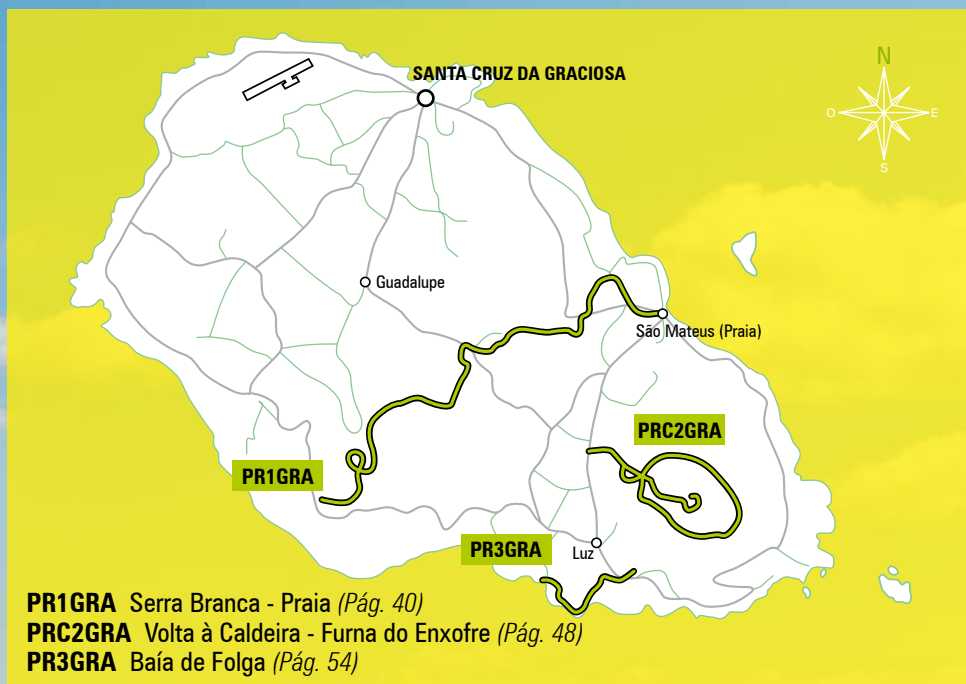 SANTA CRUZ DA GRACIOSA
N
O
E
S
Guadalupe
São Mateus (Praia)
PRC2GRA
PR1GRA
PR3GRA
Luz
PR1GRA Serra Branca - Praia (Pág. 40)
PRC2GRA Volta à Caldeira - Furna do Enxofre (Pág. 48)
PR3GRA Baía de Folga (Pág. 54)